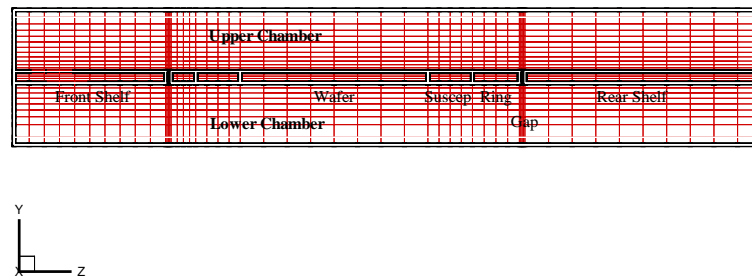 Upper Chamber
Front Shelf Wafer Suscep Ring Rear Shelf
Lower Chamber Gap
Y
X Z